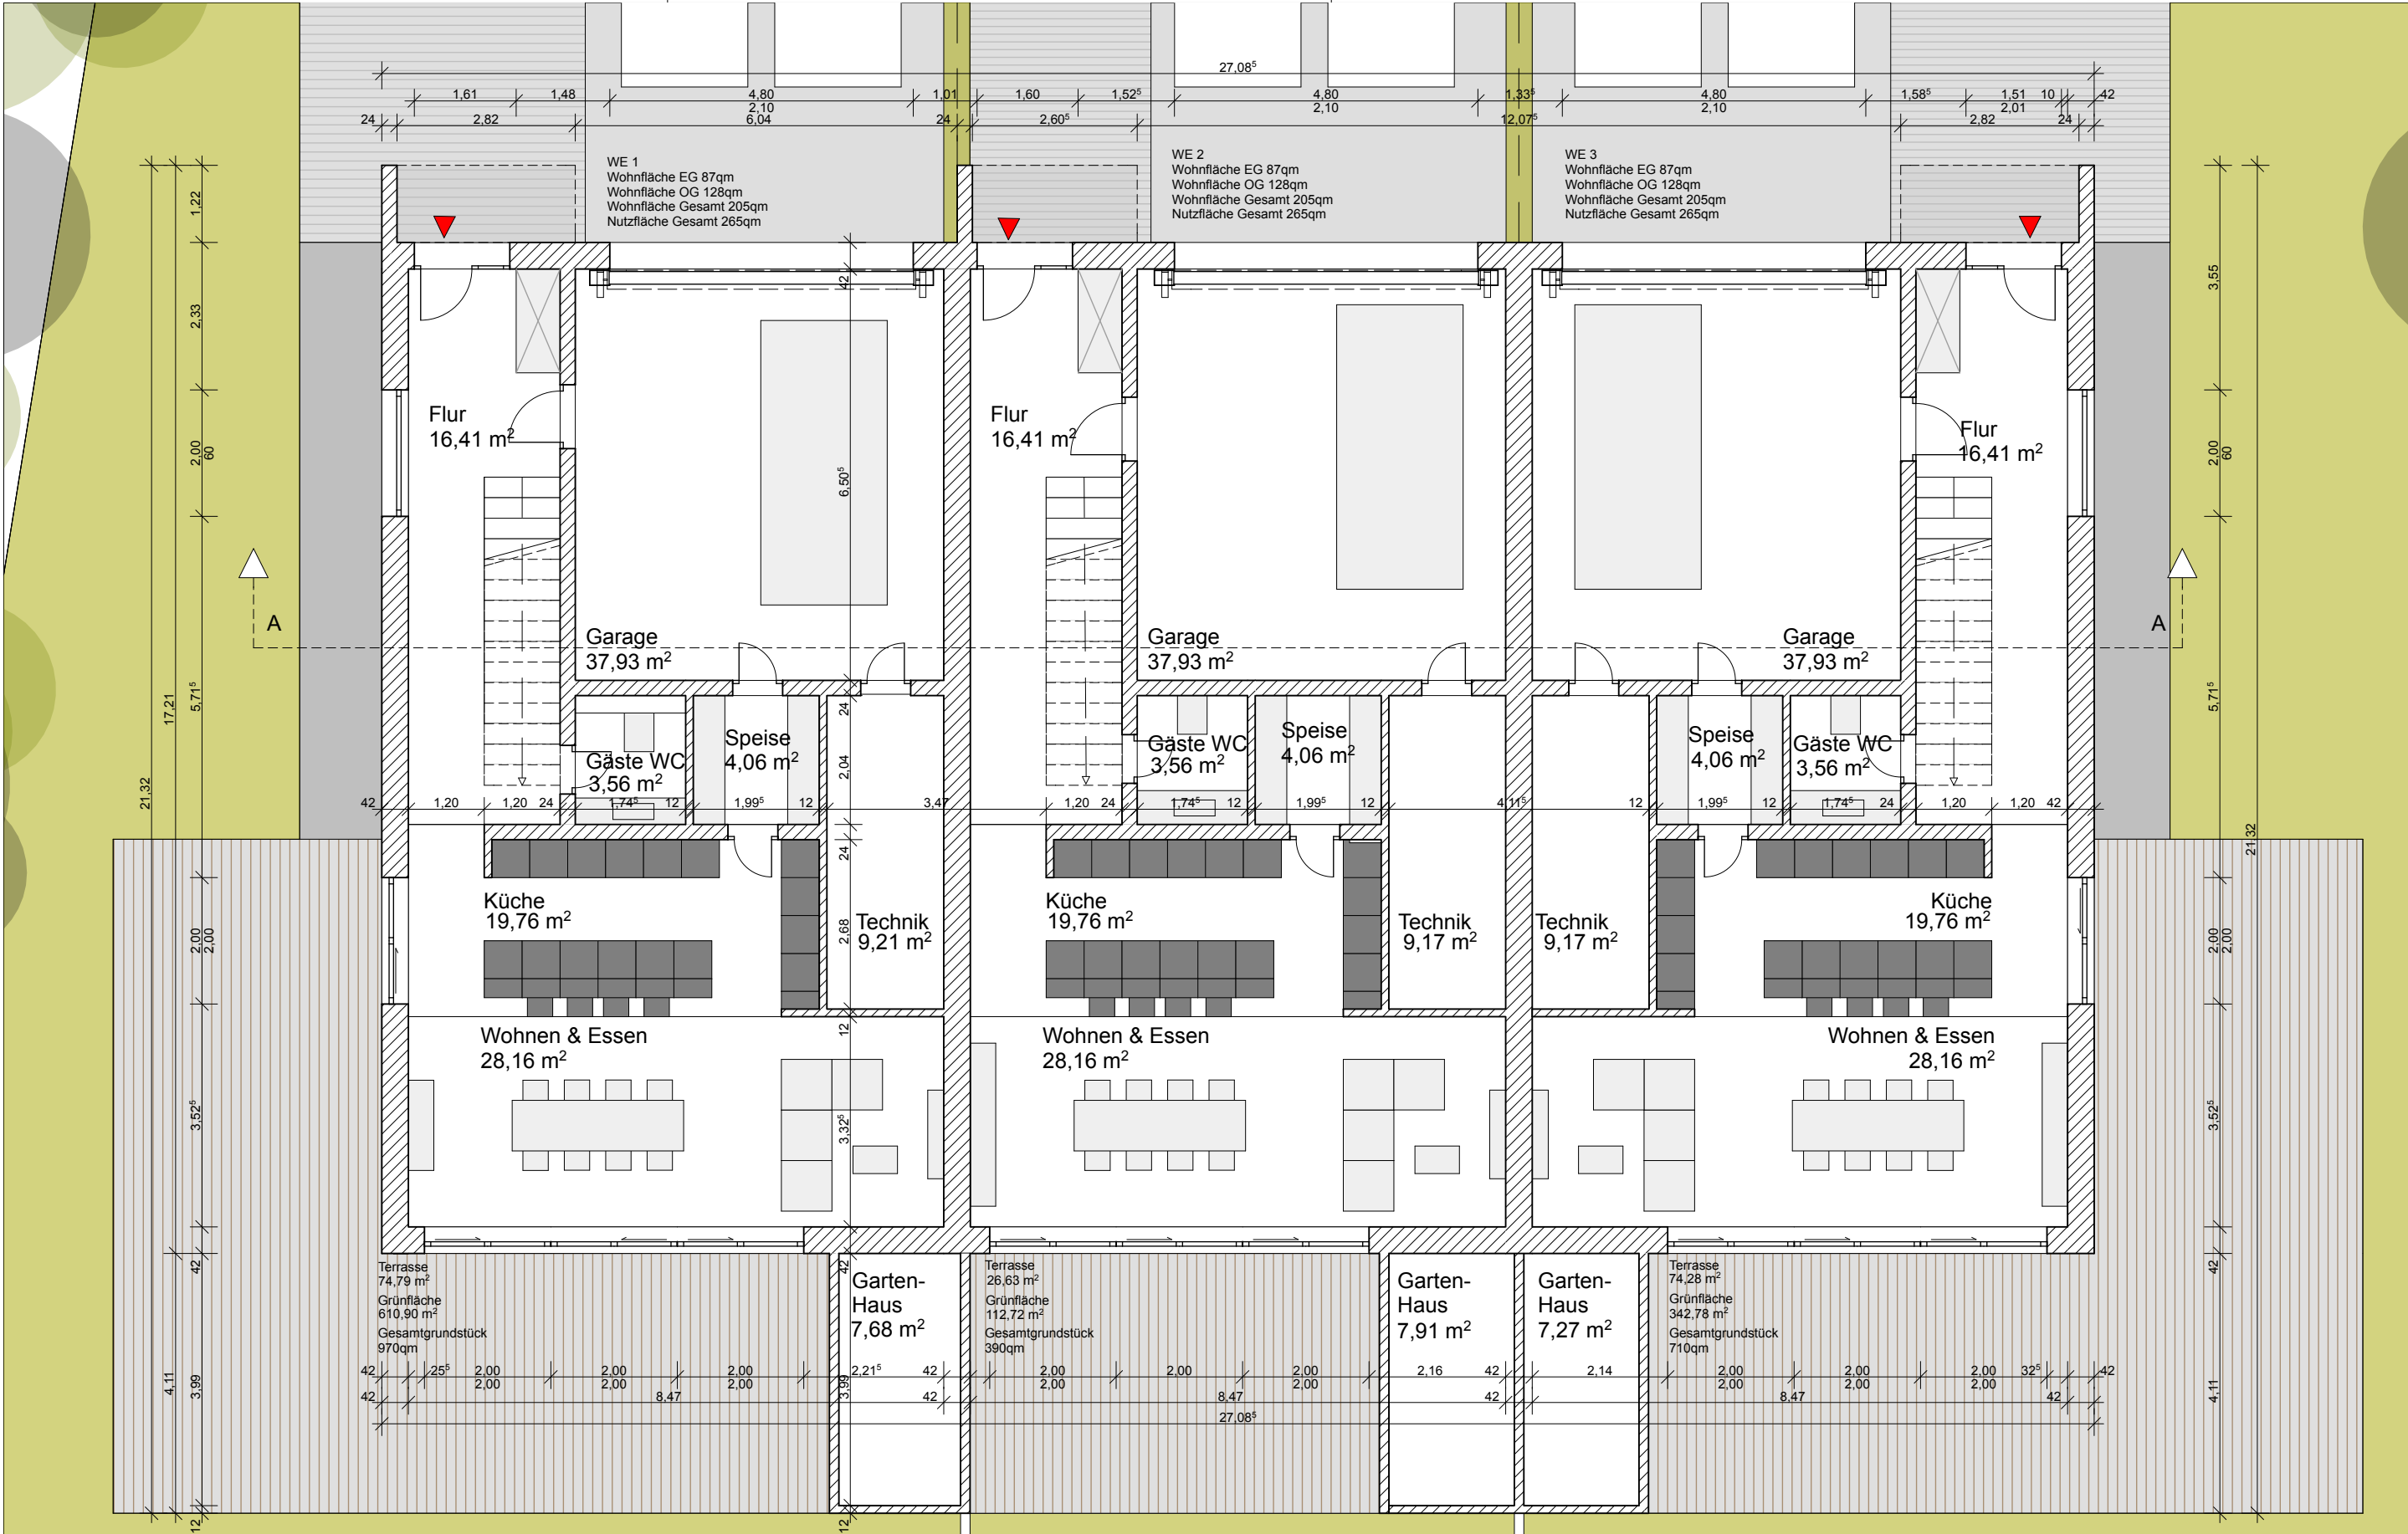 27,08⁵
1,61 1,48 4,80 1,01 1,60 1,52⁵ 4,80 1,33⁵ 4,80 1,58⁵ 1,51 10 42
2,10 2,10 2,10 2,01
24 2,82 6,04 24 2,60⁵ 12,07⁵ 2,82 24
WE 1
Wohnfläche EG 87qm
Wohnfläche OG 128qm
Wohnfläche Gesamt 205qm
Nutzfläche Gesamt 265qm
WE 2
Wohnfläche EG 87qm
Wohnfläche OG 128qm
Wohnfläche Gesamt 205qm
Nutzfläche Gesamt 265qm
WE 3
Wohnfläche EG 87qm
Wohnfläche OG 128qm
Wohnfläche Gesamt 205qm
Nutzfläche Gesamt 265qm
21,32
17,21
4,11
1,22
2,33
2,00
60
5,71⁵
2,00
2,00
3,52⁵
42
3,99
12
Flur
16,41 m²
Flur
16,41 m²
Flur
16,41 m²
42
6,50⁵
24
2,04
24
2,68
12
3,32⁵
42
3,99
12
A
A
Garage
37,93 m²
Garage
37,93 m²
Garage
37,93 m²
Gäste WC
3,56 m²
Speise
4,06 m²
Gäste WC
3,56 m²
Speise
4,06 m²
Speise
4,06 m²
Gäste WC
3,56 m²
42 1,20 1,20 24 1,74⁵ 12 1,99⁵ 12 3,47 1,20 24 1,74⁵ 12 1,99⁵ 12 4,11⁵ 12 1,99⁵ 12 1,74⁵ 24 1,20 1,20 42
Küche
19,76 m²
Technik
9,21 m²
Küche
19,76 m²
Technik
9,17 m²
Technik
9,17 m²
Küche
19,76 m²
Wohnen & Essen
28,16 m²
Wohnen & Essen
28,16 m²
Wohnen & Essen
28,16 m²
3,55
2,00
60
5,71⁵
2,00
2,00
3,52⁵
42
4,11
21,32
Terrasse
74,79 m²
Grünfläche
610,90 m²
Gesamtgrundstück
970qm
Garten-
Haus
7,68 m²
Terrasse
26,63 m²
Grünfläche
112,72 m²
Gesamtgrundstück
390qm
Garten-
Haus
7,91 m²
Garten-
Haus
7,27 m²
Terrasse
74,28 m²
Grünfläche
342,78 m²
Gesamtgrundstück
710qm
42 25⁵ 2,00 2,00 2,00 2,21⁵ 42 2,00 2,00 2,00 2,16 42 2,14 2,00 2,00 2,00 32⁵ 42
2,00 2,00 2,00 2,00 2,00 2,00 2,00 2,00 2,00
42 8,47 42 8,47 42 8,47 42
27,08⁵